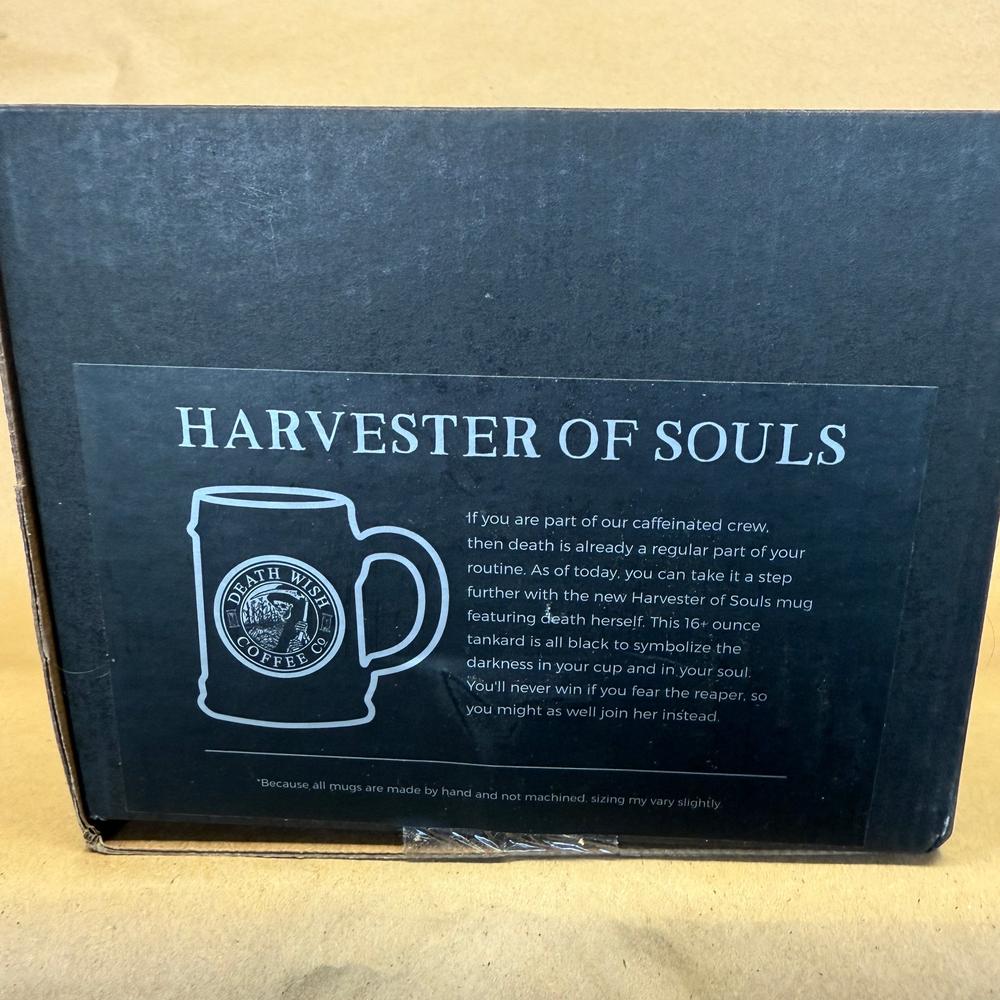 HARVESTER OF SOULS
DEATH WISH
COFFEE CO
If you are part of our caffeinated crew,
then death is already a regular part of your
routine. As of today, you can take it a step
further with the new Harvester of Souls mug
featuring death herself. This 16+ ounce
tankard is all black to symbolize the
darkness in your cup and in your soul.
You'll never win if you fear the reaper, so
you might as well join her instead.
*Because all mugs are made by hand and not machined, sizing my vary slightly.